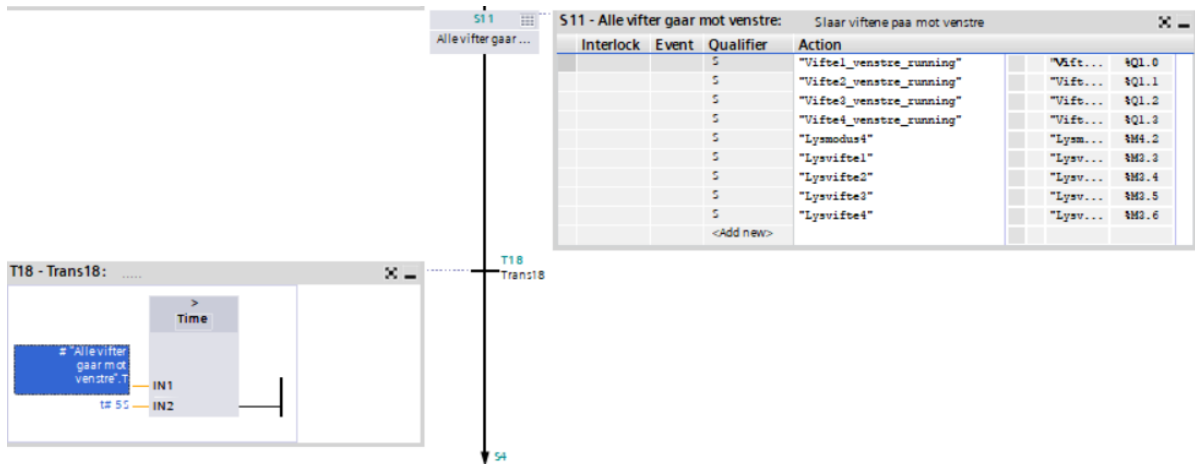 S11
Alle vifter gaar ...
S11 - Alle vifter gaar mot venstre: Slaar viftene paa mot venstre
Interlock Event Qualifier Action
S "Vifte1_venstre_running" "Vift... %Q1.0
S "Vifte2_venstre_running" "Vift... %Q1.1
S "Vifte3_venstre_running" "Vift... %Q1.2
S "Vifte4_venstre_running" "Vift... %Q1.3
S "Lysmodus4" "Lysm... %M4.2
S "Lysvifte1" "Lysv... %M3.3
S "Lysvifte2" "Lysv... %M3.4
S "Lysvifte3" "Lysv... %M3.5
S "Lysvifte4" "Lysv... %M3.6
<Add new>
T18
Trans18
T18 - Trans18: .....
>
Time
# "Alle vifter
gaar mot
venstre".T
IN1
t# 5S IN2
S4